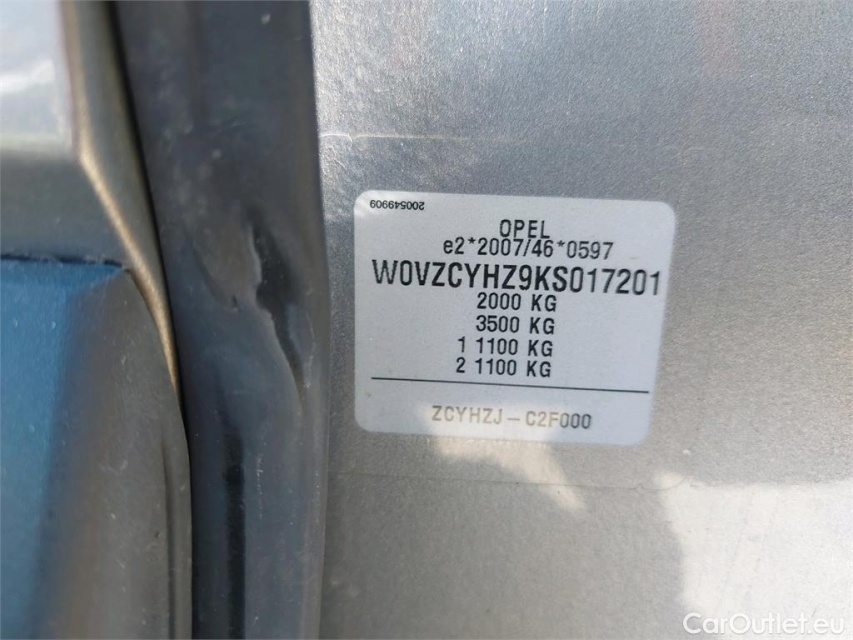 200549909
OPEL
e2*2007/46*0597
W0VZCYHZ9KS017201
2000 KG
3500 KG
1 1100 KG
2 1100 KG
ZCYHZJ – C2F000
CarOutlet.eu